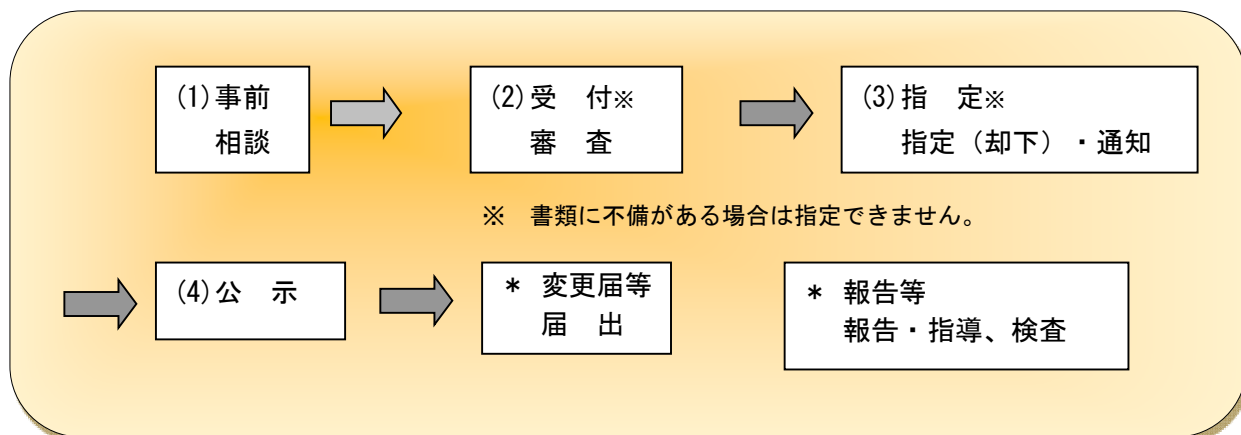 (1)事前
相談
(2)受　付※
審　査
(3)指　定※
指定（却下）・通知
※　書類に不備がある場合は指定できません。
(4)公　示
*　変更届等
届　出
*　報告等
報告・指導、検査